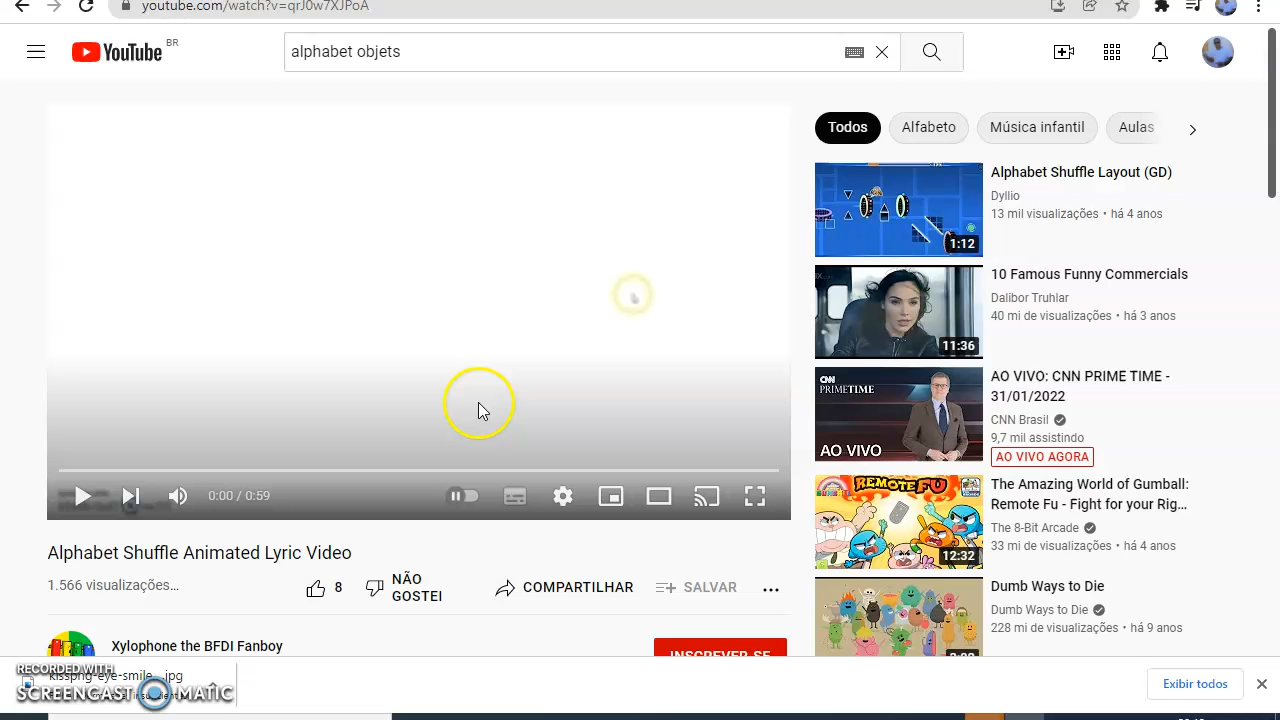 youtube.com/watch?v=qrJ0w7XJPoA
YouTube BR
alphabet objets
Todos
Alfabeto
Música infantil
Aulas
Alphabet Shuffle Layout (GD)
Dyllio
13 mil visualizações • há 4 anos
1:12
10 Famous Funny Commercials
Dalibor Truhlar
40 mi de visualizações • há 3 anos
11:36
CNN
PRIMETIME
AO VIVO
AO VIVO: CNN PRIME TIME -
31/01/2022
CNN Brasil
9,7 mil assistindo
AO VIVO AGORA
REMOTE FU
12:32
The Amazing World of Gumball:
Remote Fu - Fight for your Rig...
The 8-Bit Arcade
33 mi de visualizações • há 4 anos
Dumb Ways to Die
Dumb Ways to Die
228 mi de visualizações • há 9 anos
0:00 / 0:59
Alphabet Shuffle Animated Lyric Video
1.566 visualizações...
8
NÃO
GOSTEI
COMPARTILHAR
SALVAR
Xylophone the BFDI Fanboy
INSCREVER-SE
RECORDED WITH
SCREENCAST MATIC
kisspng-eye-smile...jpg
Exibir todos